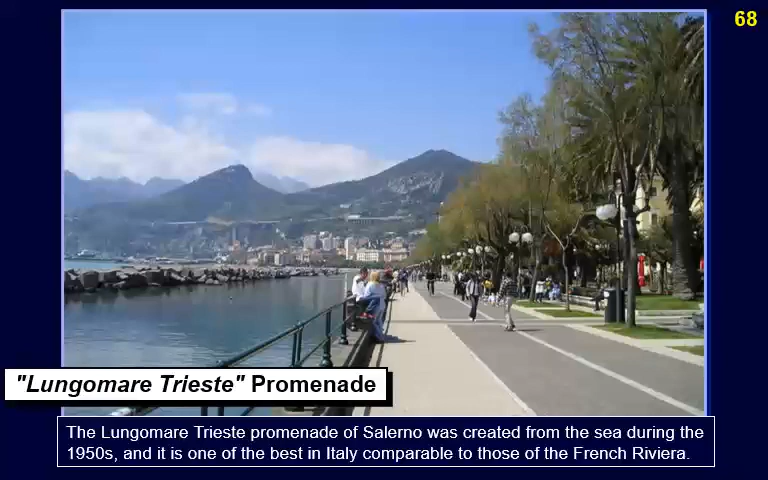 68
"Lungomare Trieste" Promenade
The Lungomare Trieste promenade of Salerno was created from the sea during the
1950s, and it is one of the best in Italy comparable to those of the French Riviera.